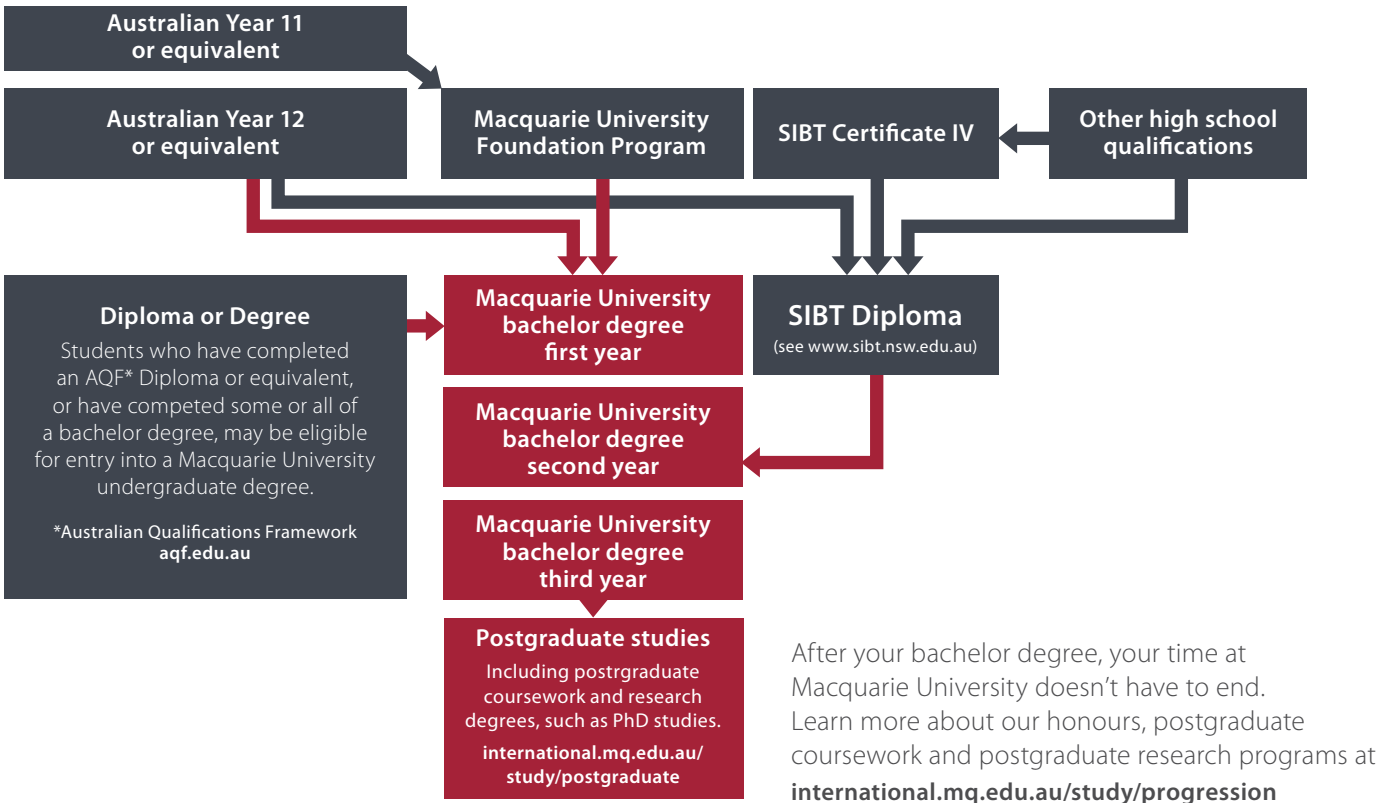 Australian Year 11
or equivalent
Australian Year 12
or equivalent
Macquarie University
Foundation Program
SIBT Certificate IV
Other high school
qualifications
Diploma or Degree
Students who have completed
an AQF* Diploma or equivalent,
or have competed some or all of
a bachelor degree, may be eligible
for entry into a Macquarie University
undergraduate degree.
*Australian Qualifications Framework
aqf.edu.au
Macquarie University
bachelor degree
first year
SIBT Diploma
(see www.sibt.nsw.edu.au)
Macquarie University
bachelor degree
second year
Macquarie University
bachelor degree
third year
Postgraduate studies
Including postrgraduate
coursework and research
degrees, such as PhD studies.
international.mq.edu.au/
study/postgraduate
After your bachelor degree, your time at
Macquarie University doesn't have to end.
Learn more about our honours, postgraduate
coursework and postgraduate research programs at
international.mq.edu.au/study/progression